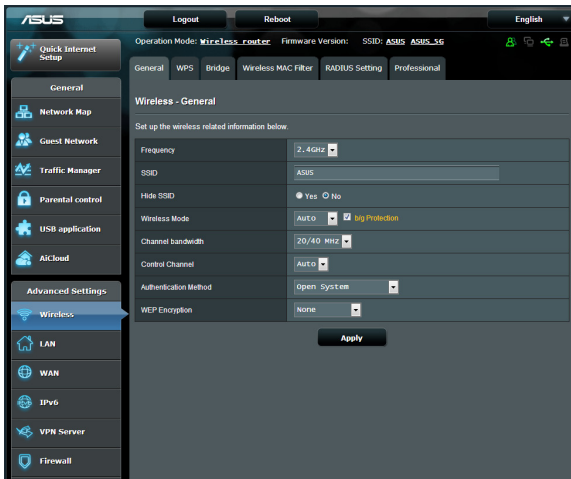 ASUS Logout Reboot English
Operation Mode: Wireless router Firmware Version: SSID: ASUS ASUS_5G
Quick Internet
Setup
General WPS Bridge Wireless MAC Filter RADIUS Setting Professional
General
Network Map
Guest Network
Traffic Manager
Parental control
USB application
AiCloud
Advanced Settings
Wireless
LAN
WAN
IPv6
VPN Server
Firewall
Wireless - General
Set up the wireless related information below.
Frequency 2.4GHz
SSID ASUS
Hide SSID Yes No
Wireless Mode Auto b/g Protection
Channel bandwidth 20/40 MHz
Control Channel Auto
Authentication Method Open System
WEP Encryption None
Apply